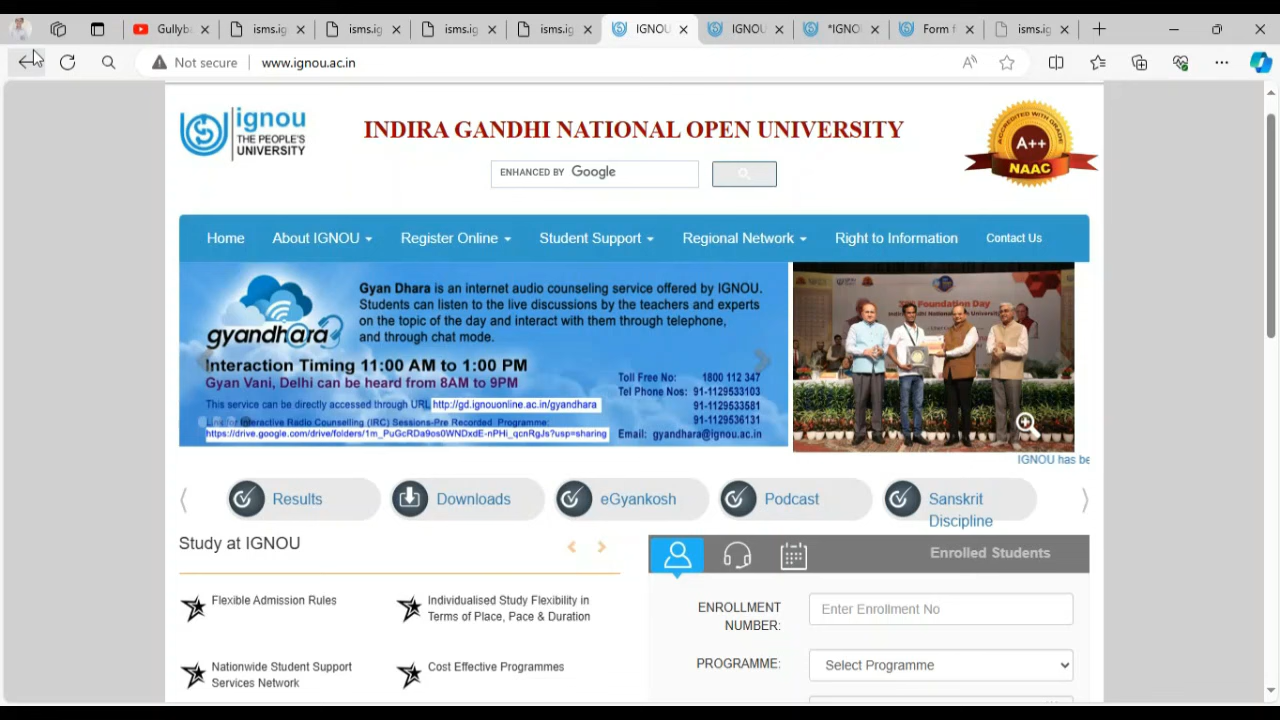 Gullyb
isms.ig
isms.ig
isms.ig
isms.ig
IGNOU
IGNOU
*IGNO
Form f
isms.ig
Not secure
www.ignou.ac.in
ignou
THE PEOPLE'S
UNIVERSITY
INDIRA GANDHI NATIONAL OPEN UNIVERSITY
ENHANCED BY Google
ACCREDITED WITH GRADE
A++
NAAC
Home
About IGNOU
Register Online
Student Support
Regional Network
Right to Information
Contact Us
gyandhara
Gyan Dhara is an internet audio counseling service offered by IGNOU.
Students can listen to the live discussions by the teachers and experts
on the topic of the day and interact with them through telephone,
and through chat mode.
Interaction Timing 11:00 AM to 1:00 PM
Gyan Vani, Delhi can be heard from 8AM to 9PM
This service can be directly accessed through URL http://gd.ignouonline.ac.in/gyandhara
Link for Interactive Radio Counselling (IRC) Sessions-Pre Recorded Programme:
https://drive.google.com/drive/folders/1m_PuGcRDa9os0WNDxdE-nPHi_qcnRgJs?usp=sharing
Toll Free No: 1800 112 347
Tel Phone Nos: 91-1129533103
91-1129533581
91-1129536131
Email: gyandhara@ignou.ac.in
Foundation Day
IGNOU has be
Results
Downloads
eGyankosh
Podcast
Sanskrit
Discipline
Study at IGNOU
Flexible Admission Rules
Individualised Study Flexibility in
Terms of Place, Pace & Duration
Nationwide Student Support
Services Network
Cost Effective Programmes
Enrolled Students
ENROLLMENT
NUMBER:
Enter Enrollment No
PROGRAMME:
Select Programme